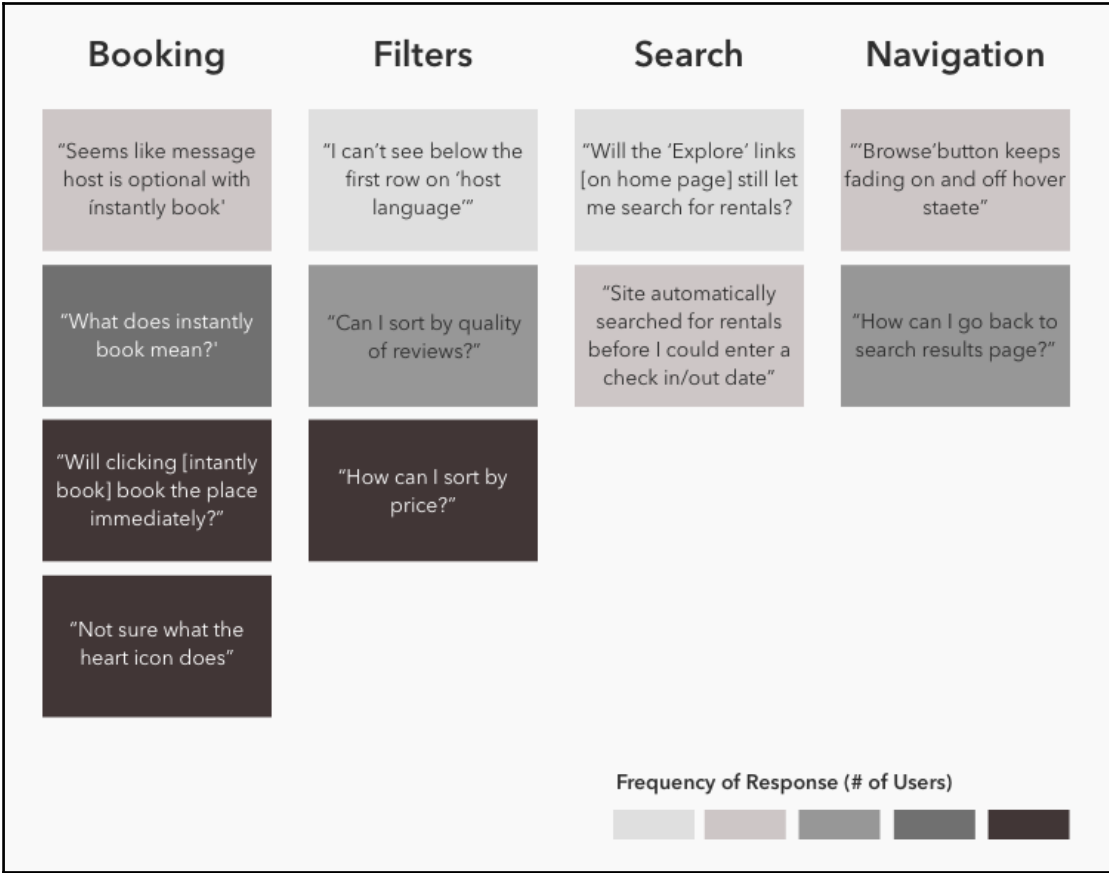 Booking
Filters
Search
Navigation
“Seems like message
host is optional with
ínstantly book'
“I can’t see below the
first row on ‘host
language’”
“Will the ‘Explore’ links
[on home page] still let
me search for rentals?
“‘Browse’button keeps
fading on and off hover
staete”
“What does instantly
book mean?'
“Can I sort by quality
of reviews?”
“Site automatically
searched for rentals
before I could enter a
check in/out date”
“How can I go back to
search results page?”
“Will clicking [intantly
book] book the place
immediately?”
“How can I sort by
price?”
“Not sure what the
heart icon does”
Frequency of Response (# of Users)